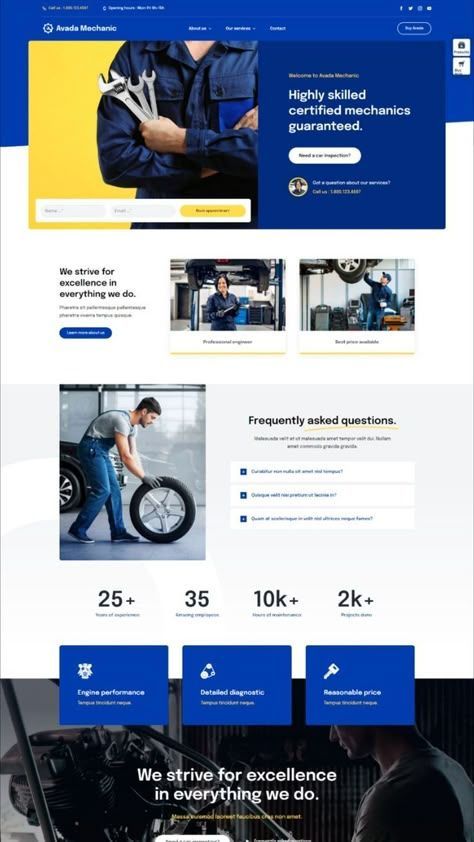 Call us : 1.800.123.4567
Opening hours : Mon-Fri 9h-15h
Avada Mechanic
About us
Our services
Contact
Buy Avada
Welcome to Avada Mechanic
Highly skilled
certified mechanics
guaranteed.
Need a car inspection?
Got a question about our services?
Call us : 1.800.123.4567
Name ...*
Email ...*
Book appointment
We strive for
excellence in
everything we do.
Pharetra sit pellentesque pellentesque
pharetra viverra tempus quisque.
Learn more about us
Professional engineer
Best price available
Frequently asked questions.
Malesuada velit at ut malesuada amet tempor velit dui. Nullam
amet commodo gravida gravida.
Curabitur non nulla sit amet nisl tempus?
Quisque velit nisi pretium ut lacinia in?
Quam at scelerisque in velit nisl ultrices neque fames?
25+
35
10k+
2k+
Years of experience
Amazing employees
Hours of maintenance
Projects done
Engine performance
Tempus tincidunt neque.
Detailed diagnostic
Tempus tincidunt neque.
Reasonable price
Tempus tincidunt neque.
We strive for excellence
in everything we do.
Massa euismod laoreet faucibus cras non amet.
Need a car inspection?
Frequently asked questions